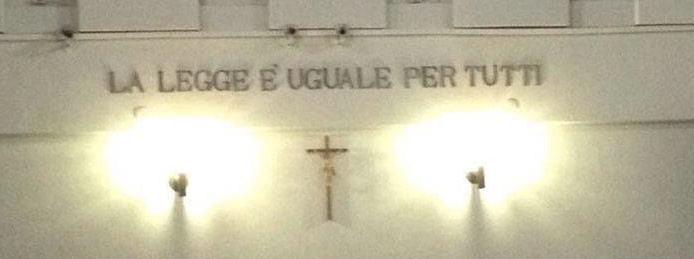 LA LEGGE E' UGUALE PER TUTTI